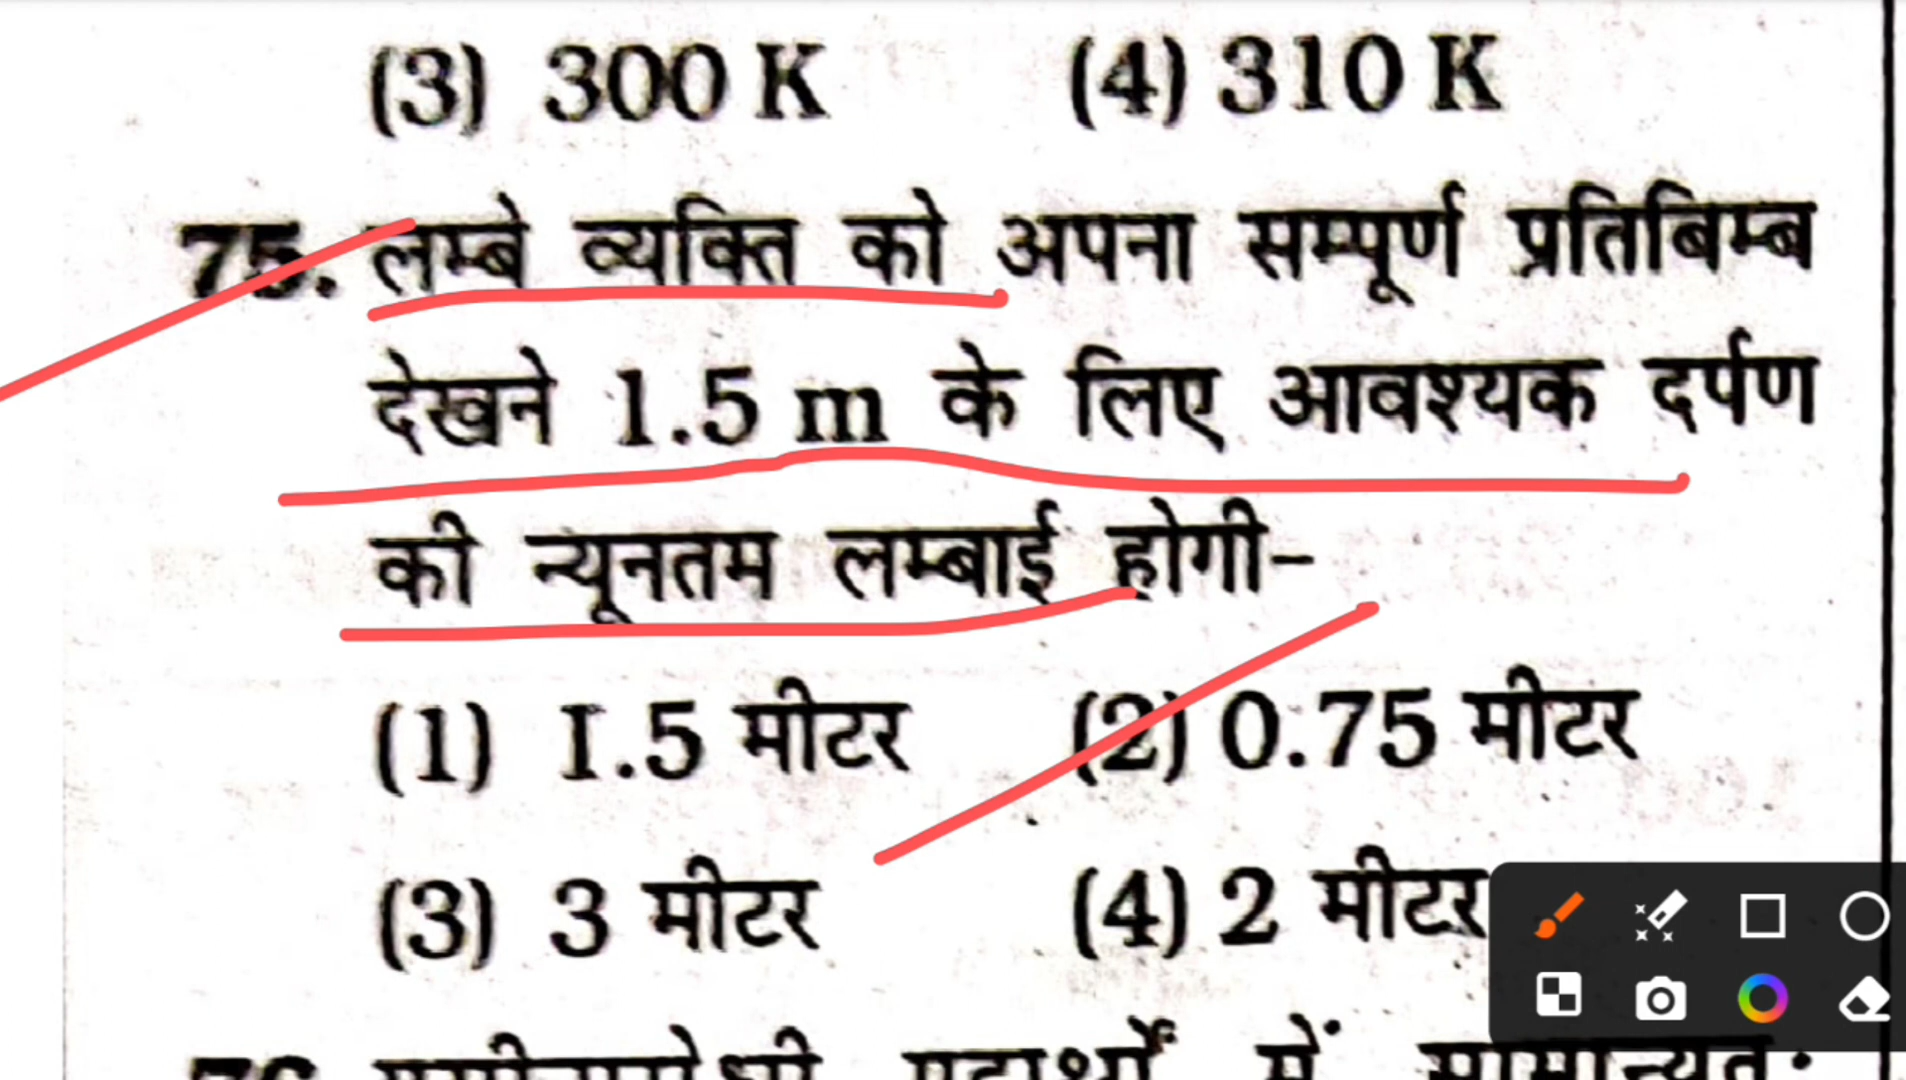 (3) 300 K (4) 310 K
75. लम्बे व्यक्ति को अपना सम्पूर्ण प्रतिबिम्ब
देखने 1.5 m के लिए आवश्यक दर्पण
की न्यूनतम लम्बाई होगी–
(1) 1.5 मीटर (2) 0.75 मीटर
(3) 3 मीटर (4) 2 मीटर